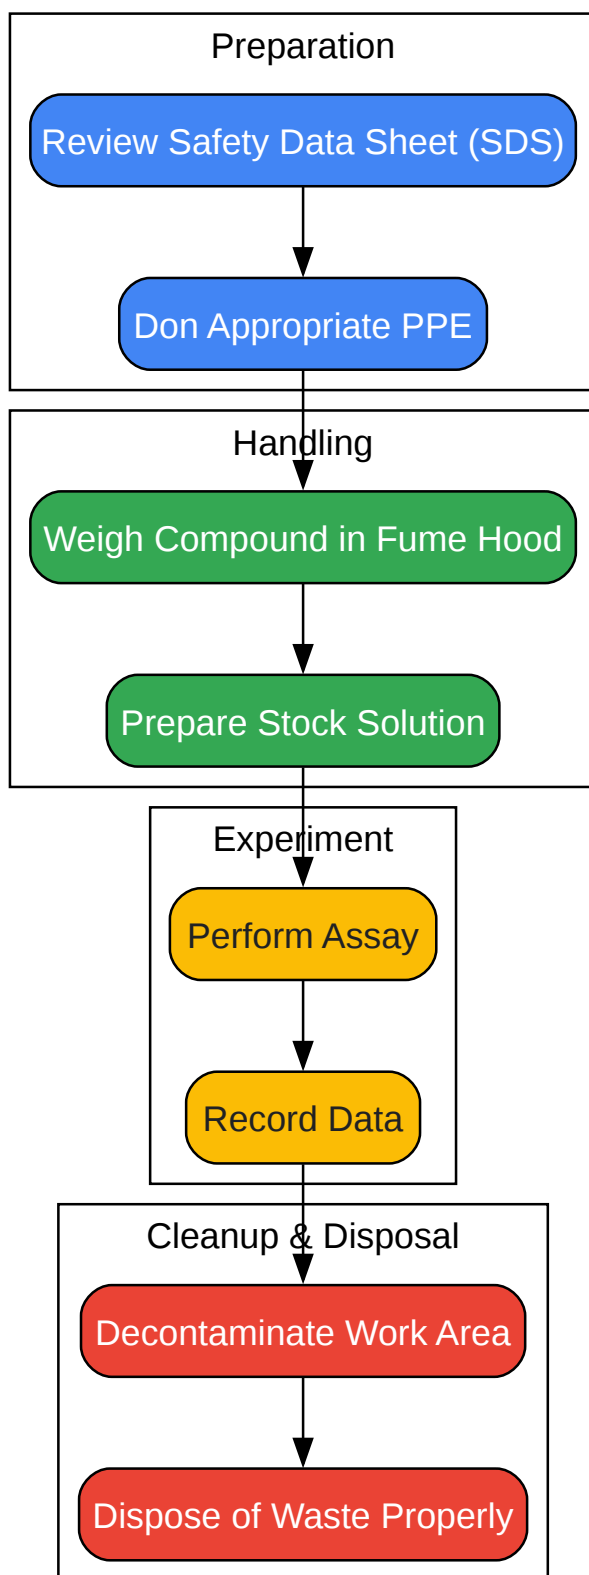 Preparation
Review Safety Data Sheet (SDS)
Don Appropriate PPE
Handling
Weigh Compound in Fume Hood
Prepare Stock Solution
Experiment
Perform Assay
Record Data
Cleanup & Disposal
Decontaminate Work Area
Dispose of Waste Properly